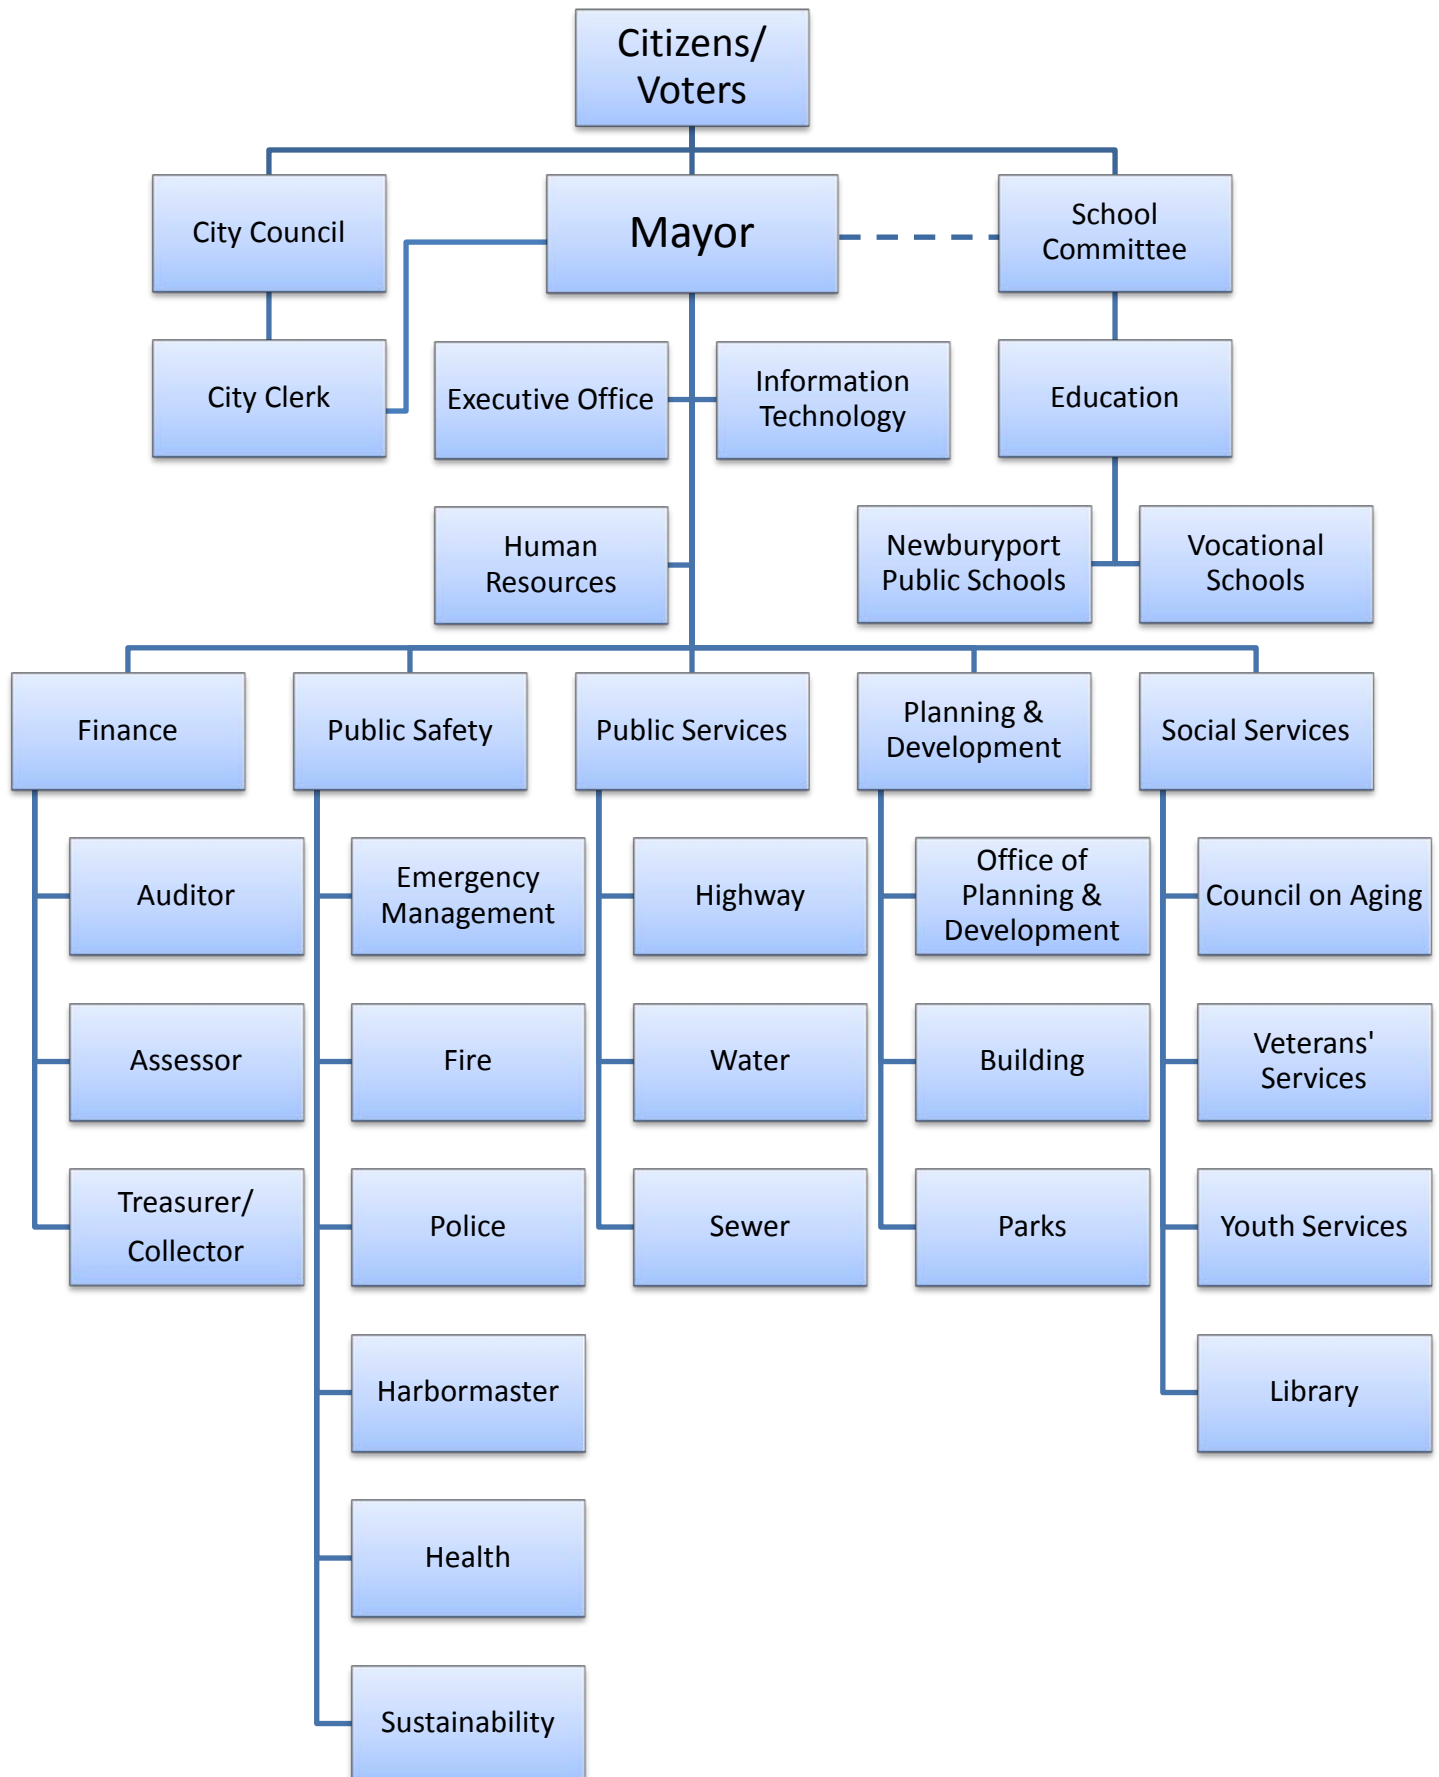 Citizens/
Voters
City Council
Mayor
School
Committee
City Clerk
Executive Office
Information
Technology
Education
Human
Resources
Newburyport
Public Schools
Vocational
Schools
Finance
Public Safety
Public Services
Planning &
Development
Social Services
Auditor
Emergency
Management
Highway
Office of
Planning &
Development
Council on Aging
Assessor
Fire
Water
Building
Veterans'
Services
Treasurer/
Collector
Police
Sewer
Parks
Youth Services
Harbormaster
Library
Health
Sustainability